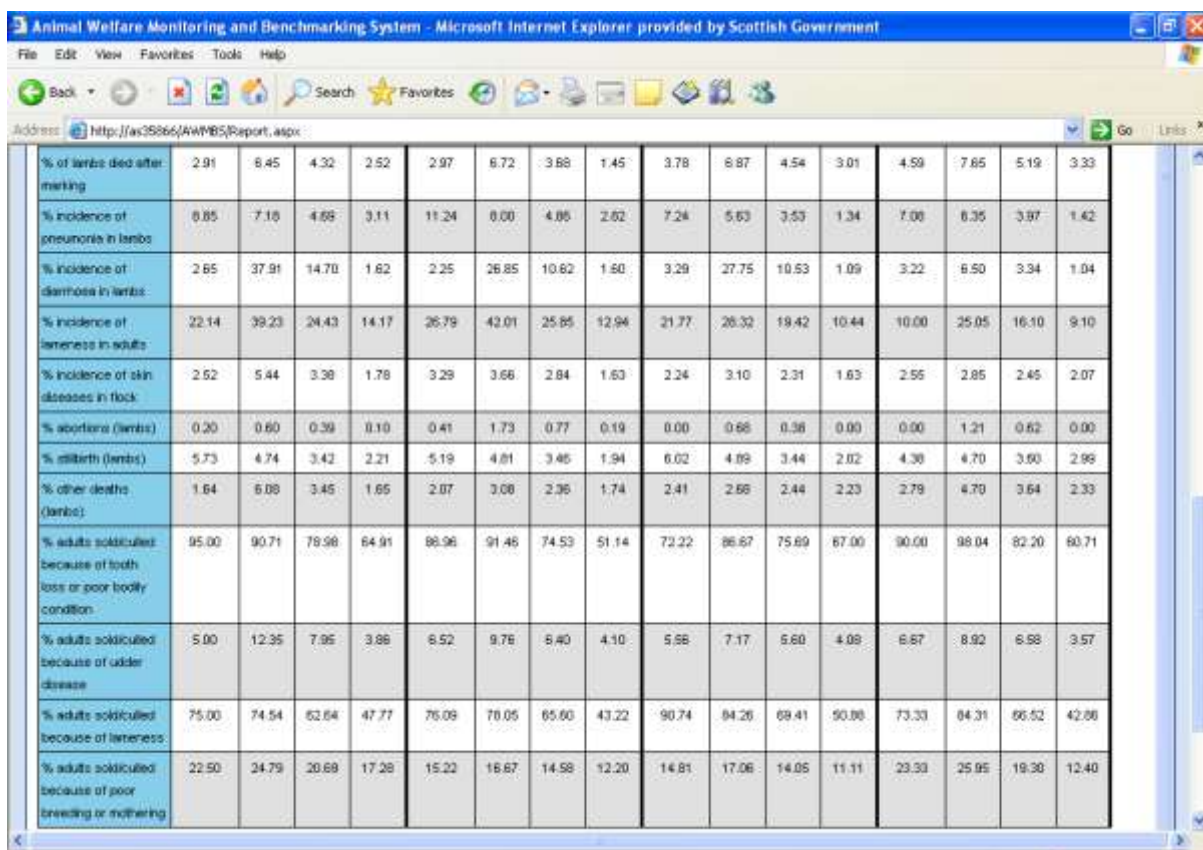 Animal Welfare Monitoring and Benchmarking System - Microsoft Internet Explorer provided by Scottish Government
File Edit View Favorites Tools Help
Back Search Favorites
Address http://as35866/AWMBS/Report.aspx Go Links
% of lambs died after 2.91 6.45 4.32 2.52 2.97 6.72 3.68 1.45 3.78 6.87 4.54 3.01 4.59 7.65 5.19 3.33
marking
% incidence of 8.85 7.18 4.69 3.11 11.24 8.00 4.86 2.62 7.24 5.63 3.53 1.34 7.08 8.35 3.97 1.42
pneumonia in lambs
% incidence of 2.65 37.91 14.70 1.62 2.25 26.85 10.62 1.60 3.29 27.75 10.53 1.09 3.22 6.50 3.34 1.04
diarrhoea in lambs
% incidence of 22.14 39.23 24.43 14.17 26.79 42.01 25.85 12.94 21.77 28.32 19.42 10.44 10.00 25.05 16.10 9.10
lameness in adults
% incidence of skin 2.52 5.44 3.38 1.78 3.29 3.66 2.84 1.63 2.24 3.10 2.31 1.63 2.55 2.85 2.45 2.07
diseases in flock
% abortions (lambs) 0.20 0.60 0.39 0.10 0.41 1.73 0.77 0.19 0.00 0.68 0.38 0.00 0.00 1.21 0.62 0.00
% stillbirth (lambs) 5.73 4.74 3.42 2.21 5.19 4.81 3.46 1.94 6.02 4.89 3.44 2.02 4.38 4.70 3.60 2.99
% other deaths 1.64 6.08 3.45 1.65 2.07 3.08 2.36 1.74 2.41 2.66 2.44 2.23 2.79 4.70 3.64 2.33
(lambs)
% adults sold/culled 95.00 90.71 78.98 64.91 86.96 91.46 74.53 51.14 72.22 86.67 75.69 67.00 90.00 98.04 82.20 60.71
because of tooth
loss or poor bodily
condition
% adults sold/culled 5.00 12.35 7.95 3.86 6.52 9.76 6.40 4.10 5.56 7.17 5.60 4.08 6.67 8.92 6.58 3.57
because of udder
disease
% adults sold/culled 75.00 74.54 62.64 47.77 76.09 78.05 65.60 43.22 90.74 84.26 69.41 50.88 73.33 84.31 66.52 42.86
because of lameness
% adults sold/culled 22.50 24.79 20.69 17.28 15.22 16.67 14.58 12.20 14.81 17.06 14.05 11.11 23.33 25.95 19.30 12.40
because of poor
breeding or mothering